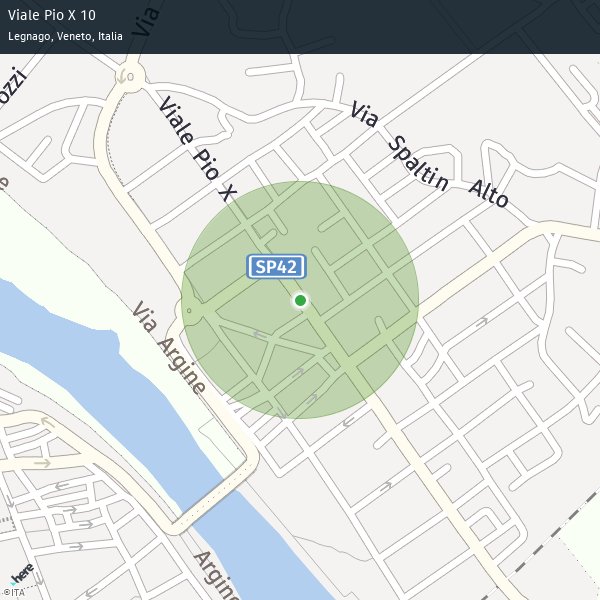 Viale Pio X 10
Legnago, Veneto, Italia
Via
ozzi
Viale Pio X
Via Spaltin Alto
e
SP42
Via Argine
Argine
here
©ITA